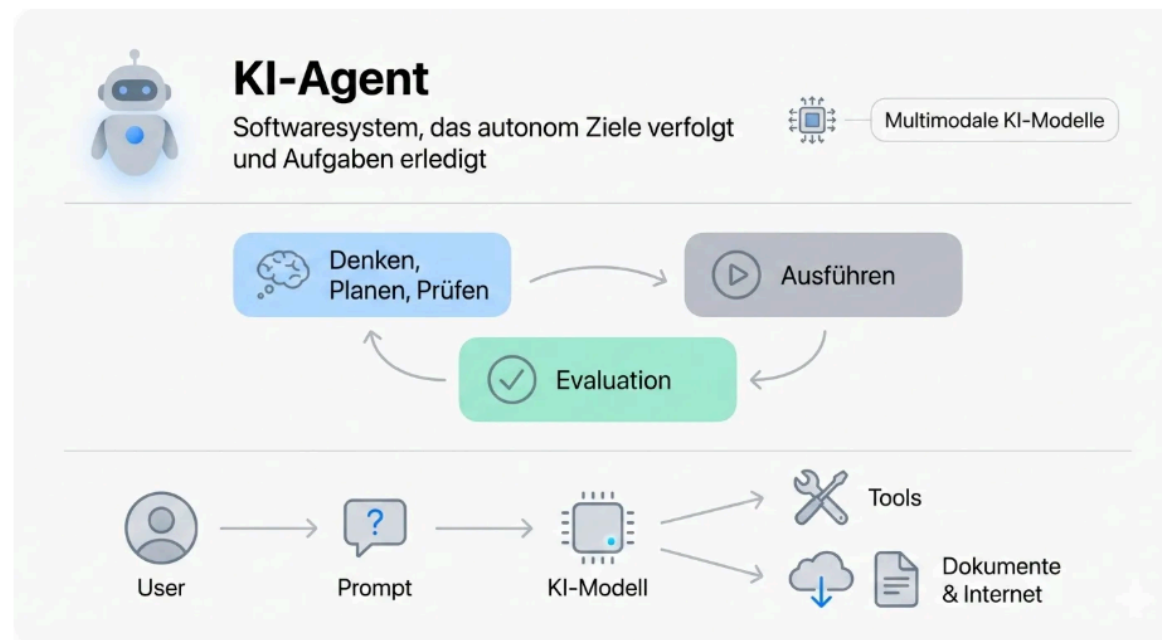 KI-Agent
Softwaresystem, das autonom Ziele verfolgt
und Aufgaben erledigt
Multimodale KI-Modelle
Denken,
Planen, Prüfen
Ausführen
Evaluation
?
User
Prompt
KI-Modell
Tools
Dokumente
& Internet